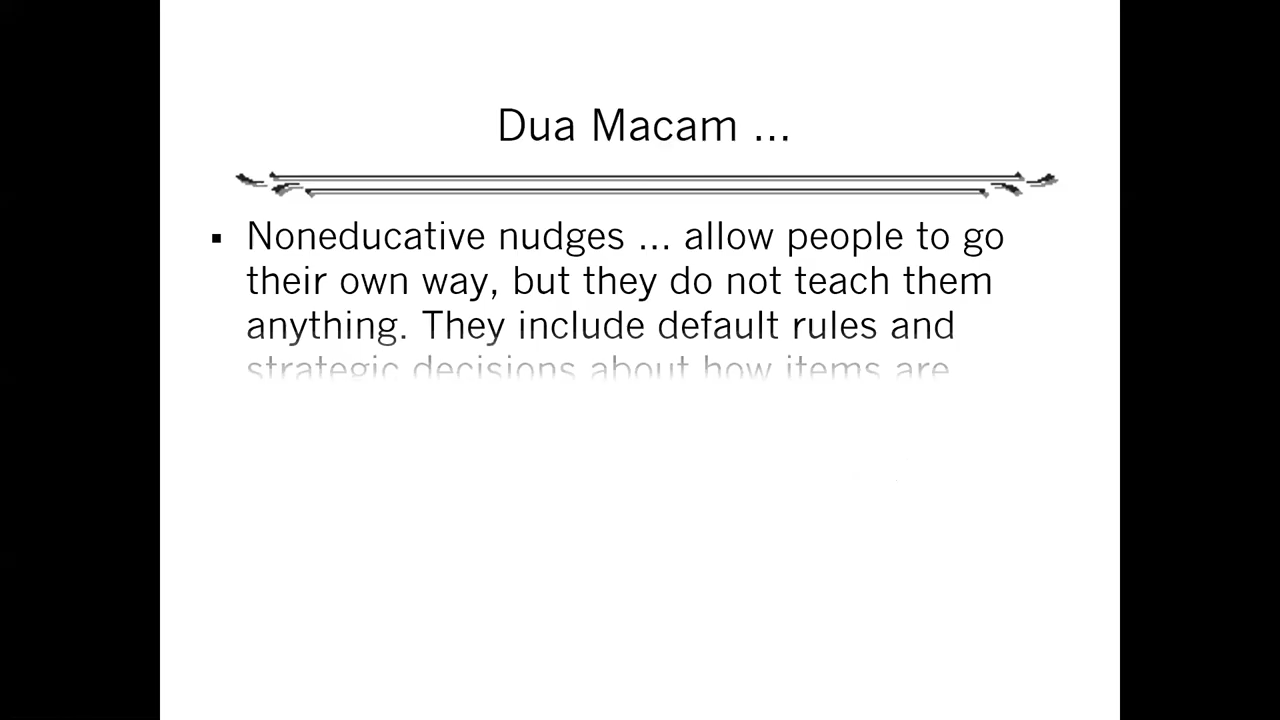 Dua Macam ...
▪ Noneducative nudges ... allow people to go
their own way, but they do not teach them
anything. They include default rules and
strategic decisions about how items are